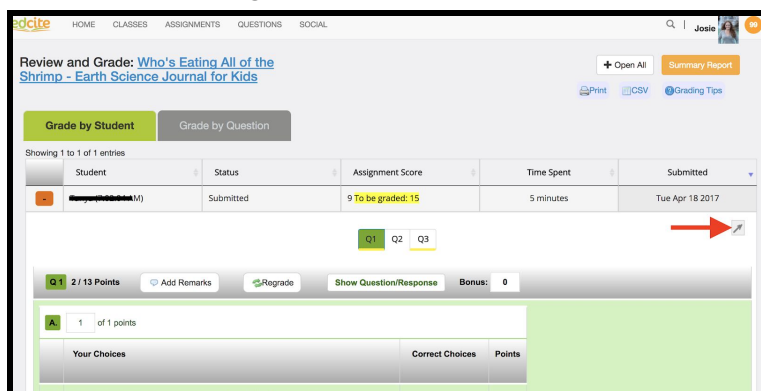 edcite HOME CLASSES ASSIGNMENTS QUESTIONS SOCIAL Josie 99
Review and Grade: Who's Eating All of the
Shrimp - Earth Science Journal for Kids
+ Open All Summary Report
Print CSV Grading Tips
Grade by Student Grade by Question
Showing 1 to 1 of 1 entries
Student Status Assignment Score Time Spent Submitted
- AM) Submitted 9 To be graded: 15 5 minutes Tue Apr 18 2017
Q1 Q2 Q3
Q 1 2 / 13 Points Add Remarks Regrade Show Question/Response Bonus: 0
A. 1 of 1 points
Your Choices Correct Choices Points